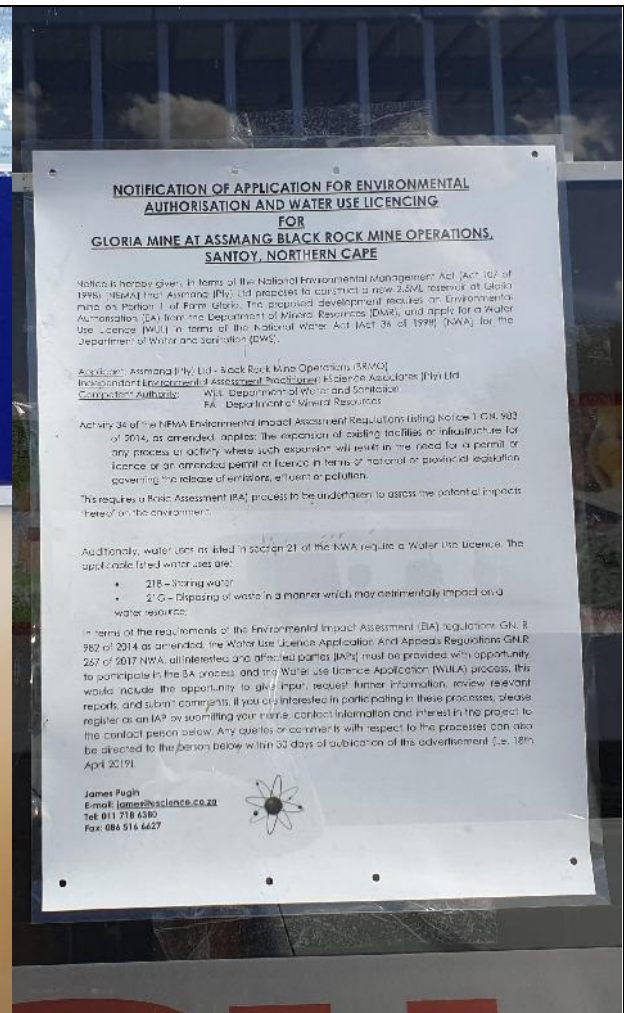 NOTIFICATION OF APPLICATION FOR ENVIRONMENTAL
AUTHORISATION AND WATER USE LICENCING
FOR
GLORIA MINE AT ASSMANG BLACK ROCK MINE OPERATIONS,
SANTOY, NORTHERN CAPE
Notice is hereby given in terms of the National Environmental Management Act (Act 107 of
1998) (NEMA) that Assmang (Pty) Ltd proposes to construct a new 2.5ML reservoir at Gloria
mine on Portion 1 of Farm Gloria. The proposed development requires an Environmental
Authorisation (EA) from the Department of Mineral Resources (DMR), and apply for a Water
Use Licence (WUL) in terms of the National Water Act (Act 36 of 1998) (NWA) for the
Department of Water and Sanitation (DWS).
Applicant: Assmang (Pty) Ltd - Black Rock Mine Operations (BRMO)
Independent Environmental Assessment Practitioner: EScience Associates (Pty) Ltd
Competent Authority: WUL Department of Water and Sanitation
EA Department of Mineral Resources
Activity 34 of the NEMA Environmental Impact Assessment Regulations Listing Notice 1 GN. 983
of 2014, as amended, applies: The expansion of existing facilities or infrastructure for
any process or activity where such expansion will result in the need for a permit or
licence or an amended permit or licence in terms of national or provincial legislation
governing the release of emissions, effluent or pollution.
This requires a Basic Assessment (BA) process to be undertaken to assess the potential impacts
thereof on the environment.
Additionally, water uses as listed in section 21 of the NWA require a Water Use Licence. The
applicable listed water uses are:
• 21B – Storing water
• 21G – Disposing of waste in a manner which may detrimentally impact on a
water resource;
In terms of the requirements of the Environmental Impact Assessment (EIA) regulations GN. R
982 of 2014 as amended, the Water Use Licence Application And Appeals Regulations GN.R
267 of 2017 NWA, all interested and affected parties (IAPs) must be provided with opportunity
to participate in the BA process, and the Water Use Licence Application (WULA) process. This
would include the opportunity to give input, request further information, review relevant
reports, and submit comments. If you are interested in participating in these processes, please
register as an IAP by submitting your name, contact information and interest in the project to
the contact person below. Any queries or comments with respect to the processes can also
be directed to the person below within 30 days of publication of this advertisement (i.e. 18th
April 2019).
James Pugin
E-mail: james@escience.co.za
Tel: 011 718 6380
Fax: 086 516 6627